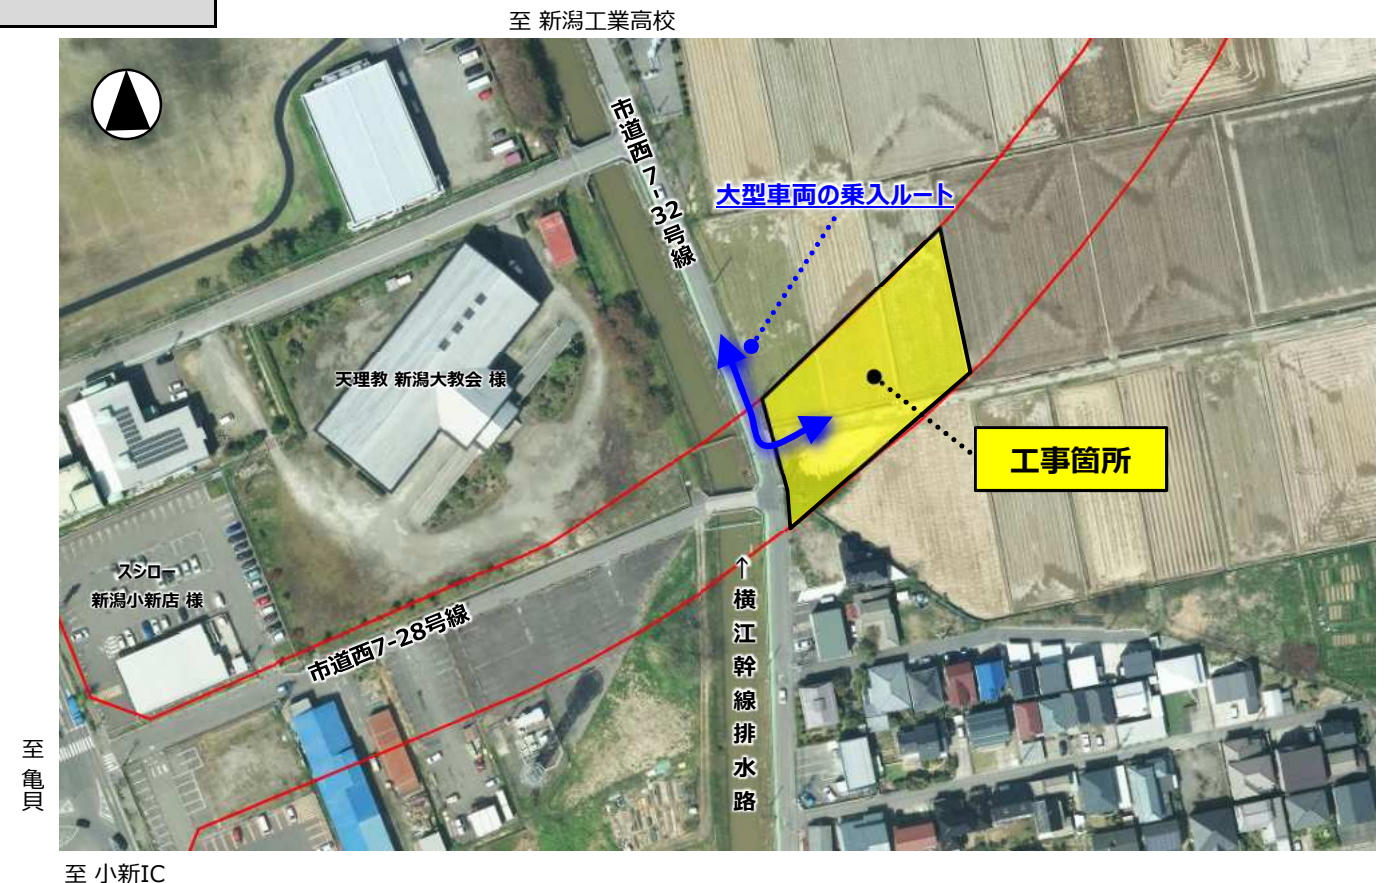 至 新潟工業高校
市道西7-32号線
大型車両の乗入ルート
天理教 新潟大教会 様
工事箇所
スシロー
新潟小新店 様
市道西7-28号線
↑横江幹線排水路
至 亀貝
至 小新IC